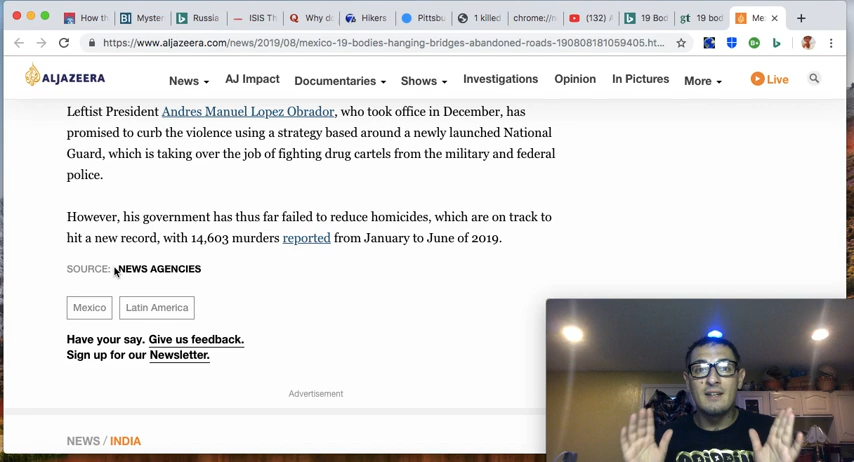 How th
Myster
Russia
ISIS Th
Why do
Hikers
Pittsbu
1 killed
chrome://n
(132) A
19 Bod
19 bod
Me
https://www.aljazeera.com/news/2019/08/mexico-19-bodies-hanging-bridges-abandoned-roads-190808181059405.ht...
ALJAZEERA
News
AJ Impact
Documentaries
Shows
Investigations
Opinion
In Pictures
More
Live
Leftist President Andres Manuel Lopez Obrador, who took office in December, has
promised to curb the violence using a strategy based around a newly launched National
Guard, which is taking over the job of fighting drug cartels from the military and federal
police.
However, his government has thus far failed to reduce homicides, which are on track to
hit a new record, with 14,603 murders reported from January to June of 2019.
SOURCE: NEWS AGENCIES
Mexico
Latin America
Have your say. Give us feedback.
Sign up for our Newsletter.
Advertisement
NEWS / INDIA